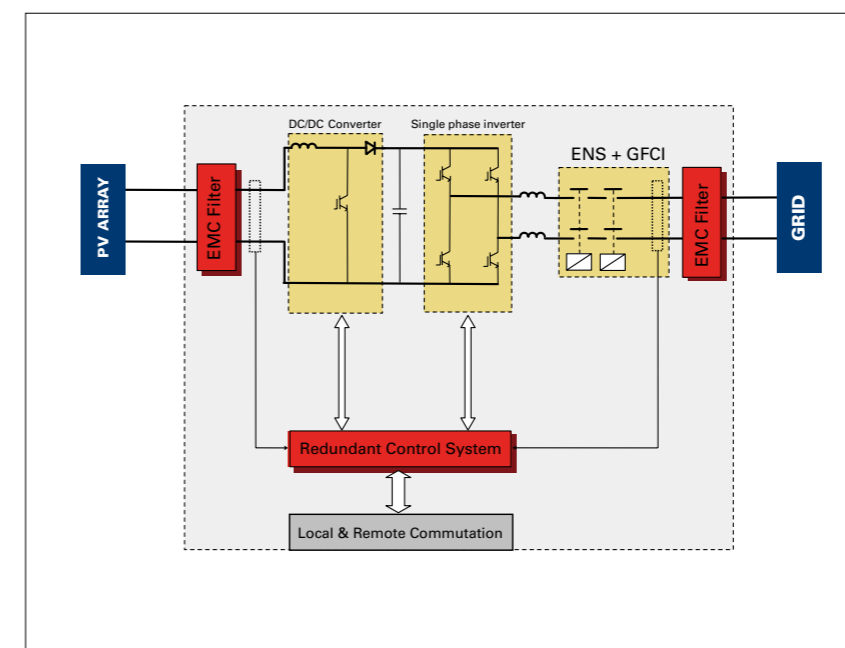 DC/DC Converter
Single phase inverter
ENS + GFCI
PV ARRAY
EMC Filter
EMC Filter
GRID
Redundant Control System
Local & Remote Commutation